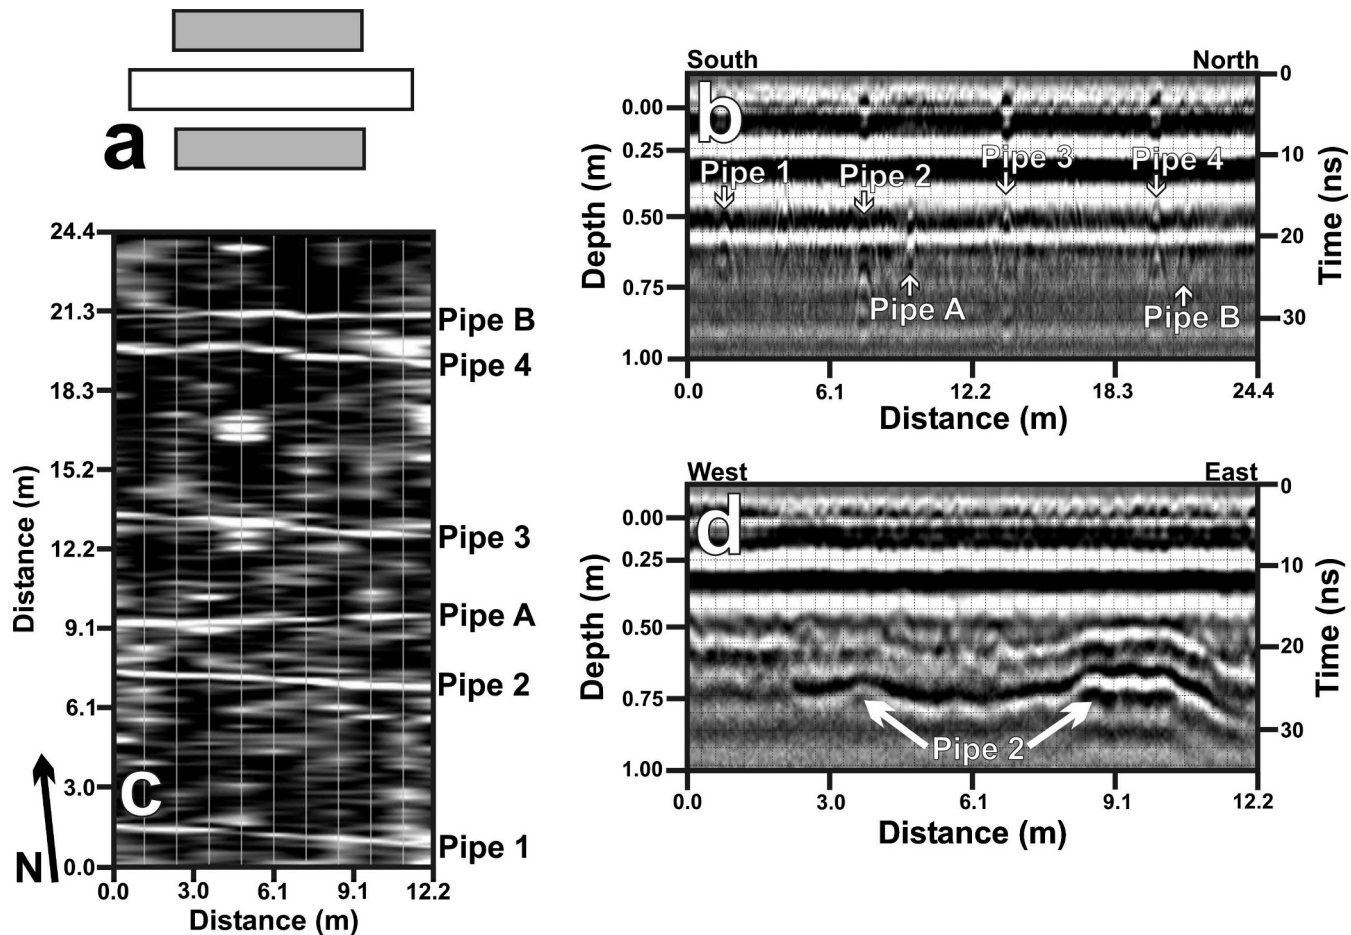 a
24.4
21.3
18.3
15.2
12.2
9.1
6.1
3.0
0.0
Distance (m)
N
c
Pipe B
Pipe 4
Pipe 3
Pipe A
Pipe 2
Pipe 1
0.0 3.0 6.1 9.1 12.2
Distance (m)
South North
b
0.00
0.25
0.50
0.75
1.00
Depth (m)
Pipe 1 Pipe 2 Pipe 3 Pipe 4
Pipe A Pipe B
0
10
20
30
Time (ns)
0.0 6.1 12.2 18.3 24.4
Distance (m)
West East
d
0.00
0.25
0.50
0.75
1.00
Depth (m)
Pipe 2
0
10
20
30
Time (ns)
0.0 3.0 6.1 9.1 12.2
Distance (m)